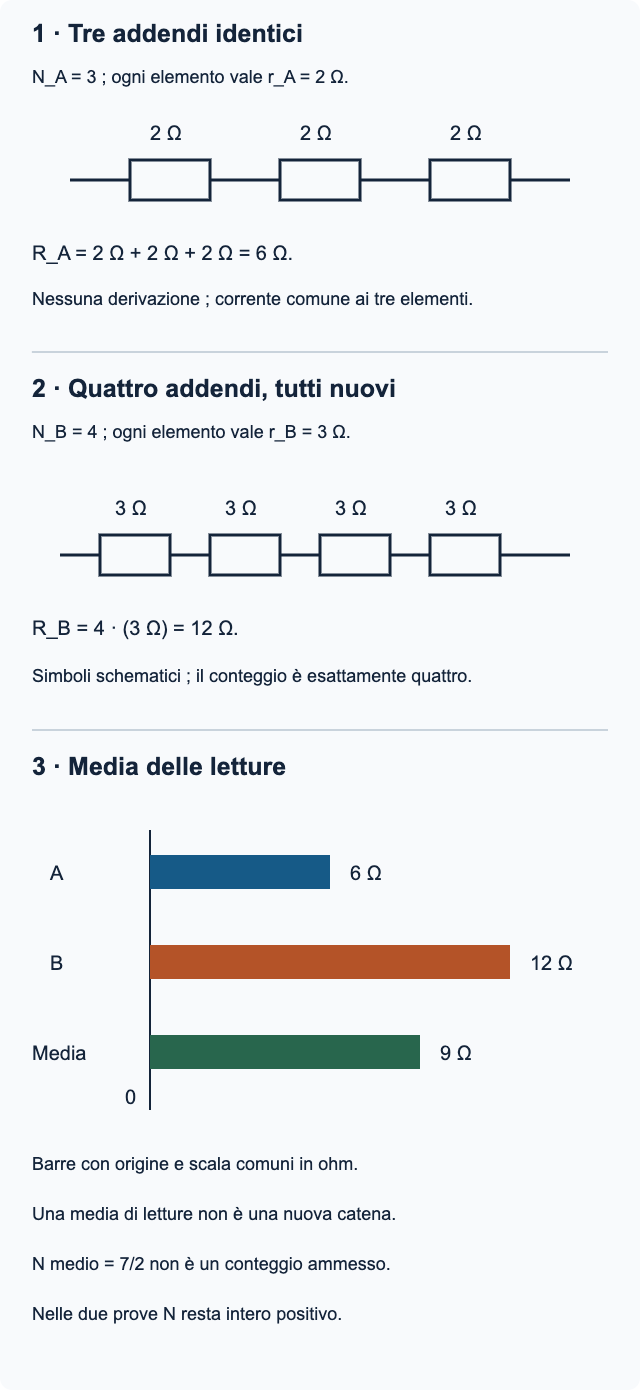 1 · Tre addendi identici
N_A = 3 ; ogni elemento vale r_A = 2 Ω.
2 Ω 2 Ω 2 Ω
R_A = 2 Ω + 2 Ω + 2 Ω = 6 Ω.
Nessuna derivazione ; corrente comune ai tre elementi.
2 · Quattro addendi, tutti nuovi
N_B = 4 ; ogni elemento vale r_B = 3 Ω.
3 Ω 3 Ω 3 Ω 3 Ω
R_B = 4 · (3 Ω) = 12 Ω.
Simboli schematici ; il conteggio è esattamente quattro.
3 · Media delle letture
A 6 Ω
B 12 Ω
Media 9 Ω
0
Barre con origine e scala comuni in ohm.
Una media di letture non è una nuova catena.
N medio = 7/2 non è un conteggio ammesso.
Nelle due prove N resta intero positivo.